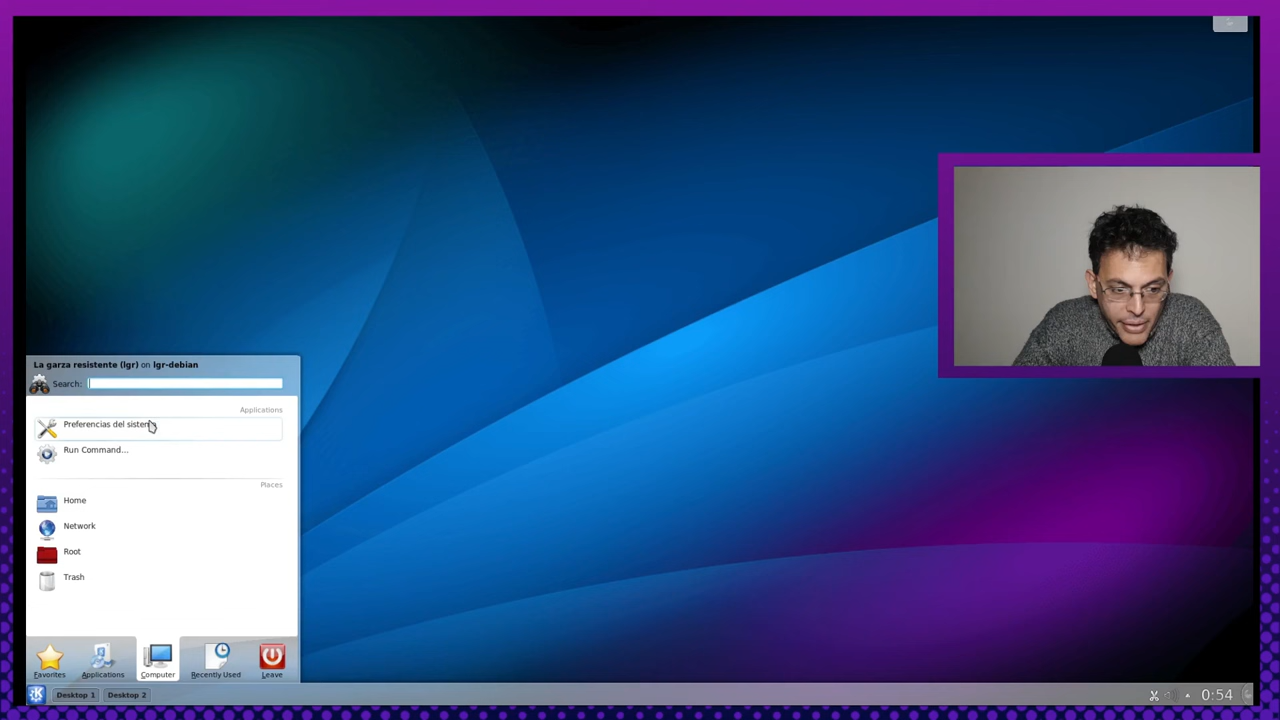 La garza resistente (lgr) on lgr-debian
Search:
Applications
Preferencias del sistema
Run Command...
Places
Home
Network
Root
Trash
Favorites
Applications
Computer
Recently Used
Leave
Desktop 1
Desktop 2
0:54